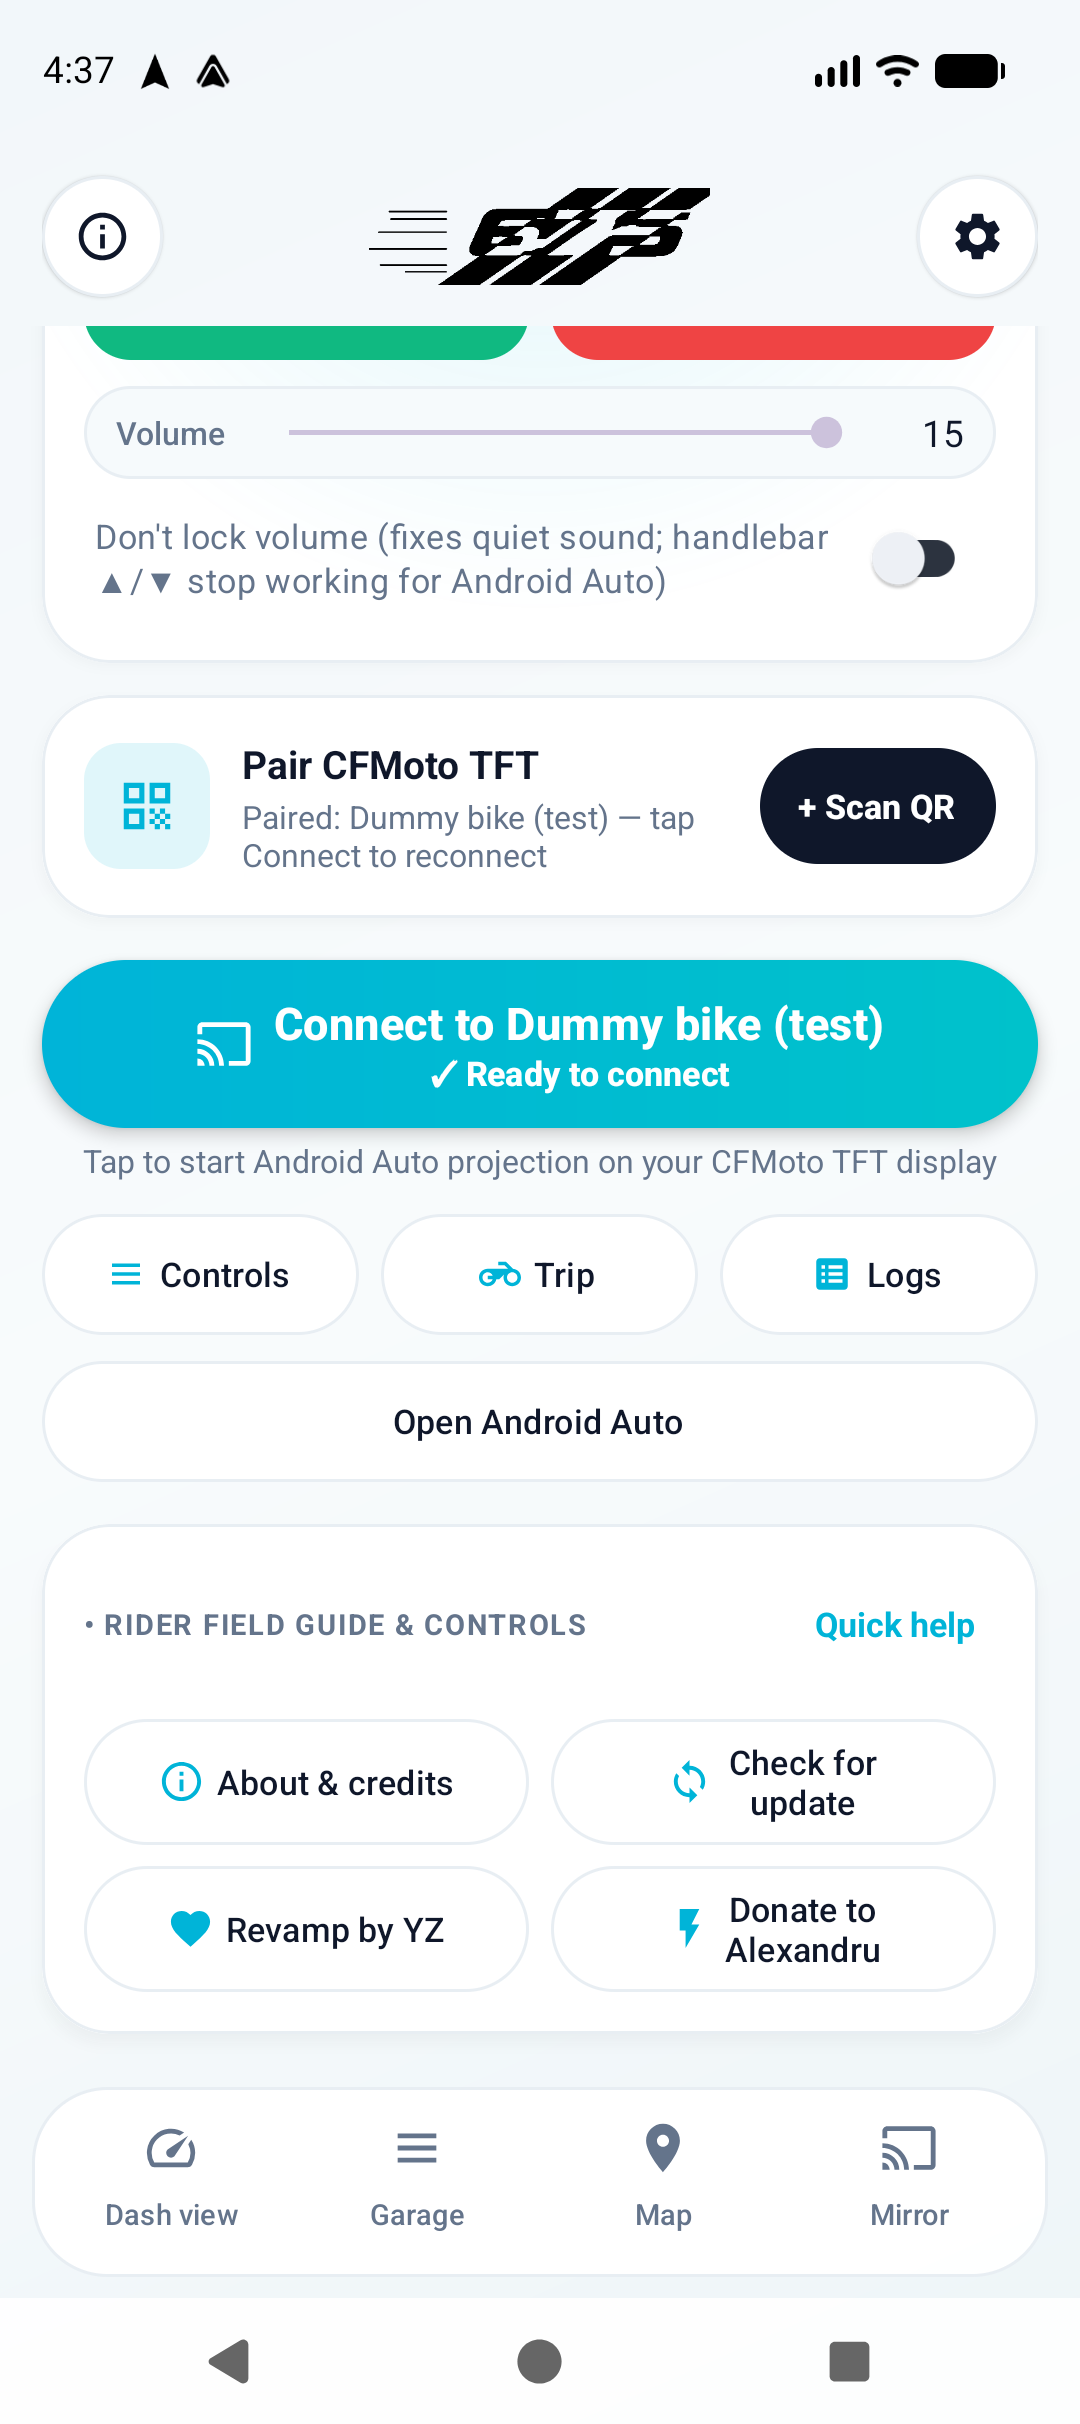 4:37
Volume
15
Don't lock volume (fixes quiet sound; handlebar
▲/▼ stop working for Android Auto)
Pair CFMoto TFT
Paired: Dummy bike (test) — tap
Connect to reconnect
+ Scan QR
Connect to Dummy bike (test)
✓ Ready to connect
Tap to start Android Auto projection on your CFMoto TFT display
Controls
Trip
Logs
Open Android Auto
• RIDER FIELD GUIDE & CONTROLS
Quick help
About & credits
Check for
update
Revamp by YZ
Donate to
Alexandru
Dash view
Garage
Map
Mirror